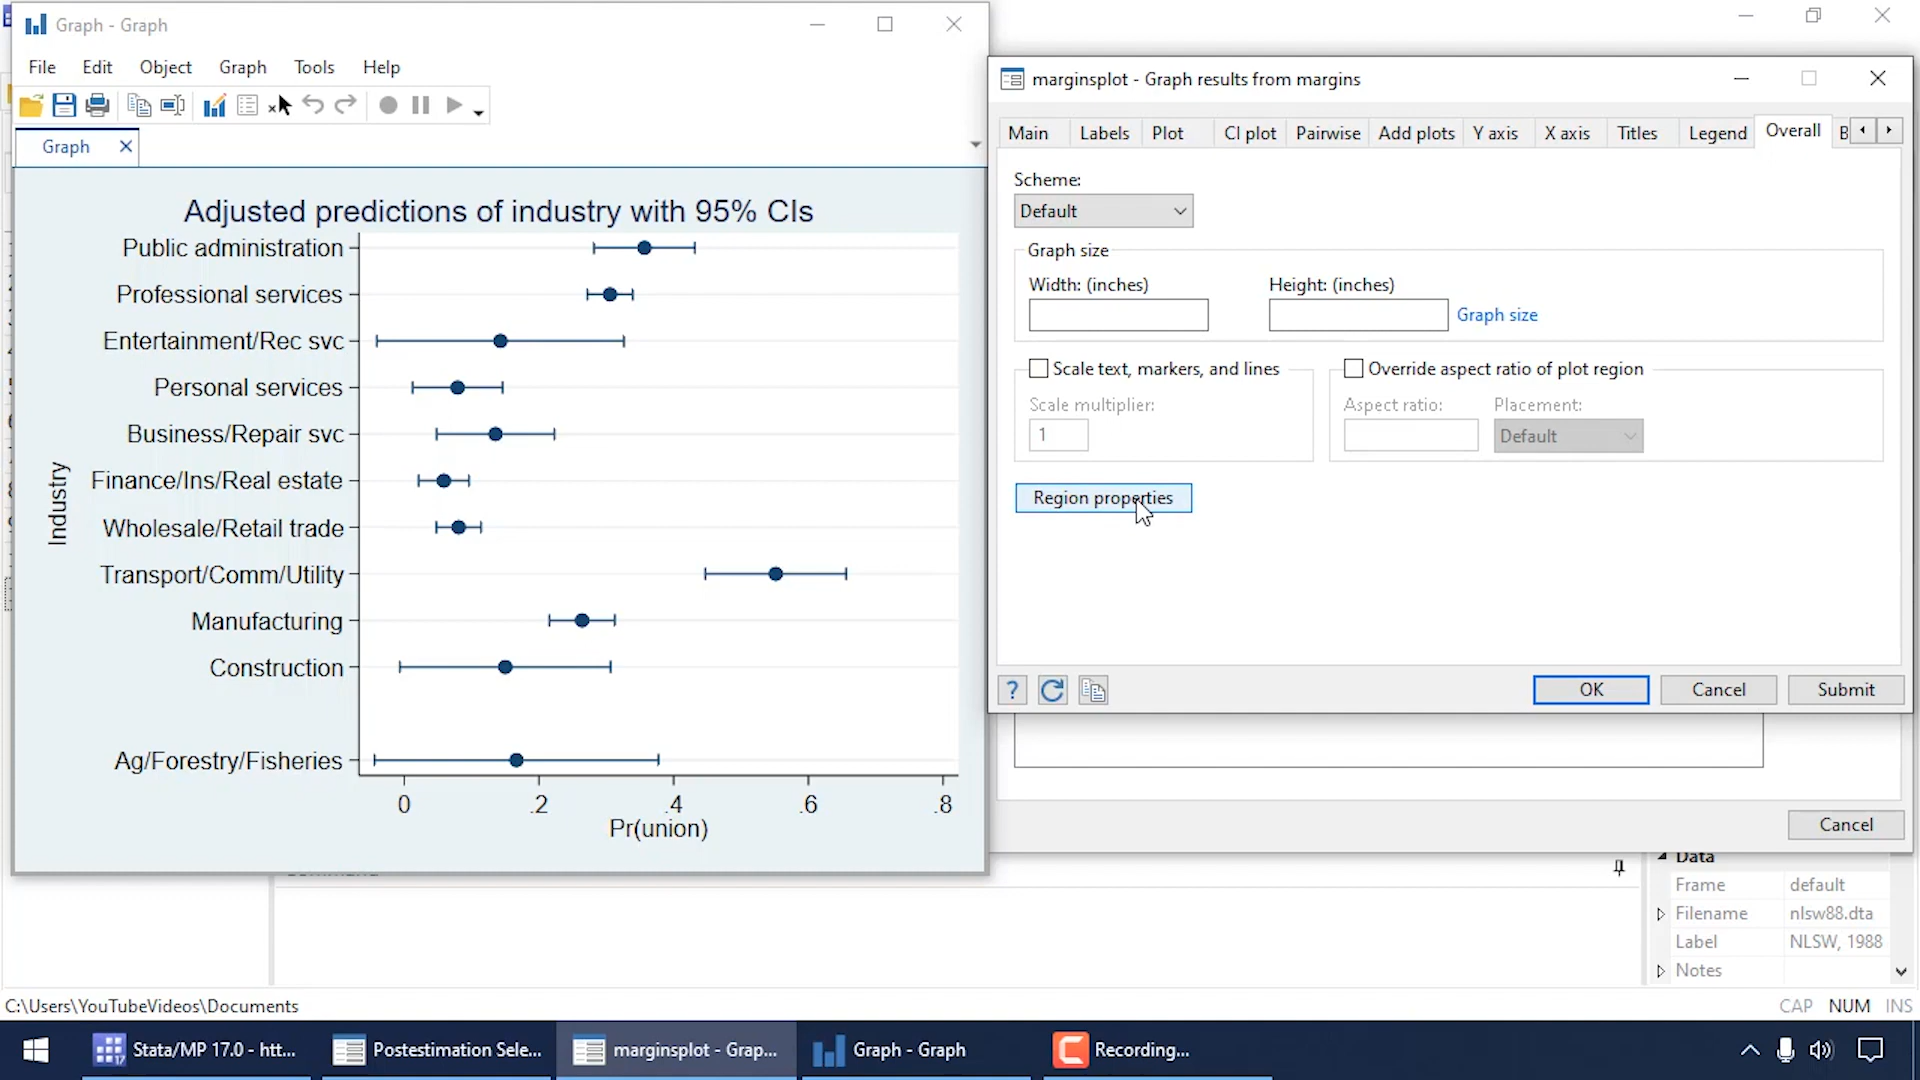 Graph - Graph
File Edit Object Graph Tools Help
Graph
Adjusted predictions of industry with 95% CIs
Public administration
Professional services
Entertainment/Rec svc
Personal services
Business/Repair svc
Finance/Ins/Real estate
Wholesale/Retail trade
Transport/Comm/Utility
Manufacturing
Construction
Ag/Forestry/Fisheries
Industry
0 .2 .4 .6 .8
Pr(union)
marginsplot - Graph results from margins
Main Labels Plot CI plot Pairwise Add plots Y axis X axis Titles Legend Overall B
Scheme:
Default
Graph size
Width: (inches) Height: (inches)
Graph size
Scale text, markers, and lines Override aspect ratio of plot region
Scale multiplier: Aspect ratio: Placement:
1 Default
Region properties
? OK Cancel Submit
Cancel
Data
Frame default
Filename nlsw88.dta
Label NLSW, 1988
Notes
C:\Users\YouTubeVideos\Documents
CAP NUM INS
17 Stata/MP 17.0 - htt... Postestimation Sele... marginsplot - Grap... Graph - Graph Recording...